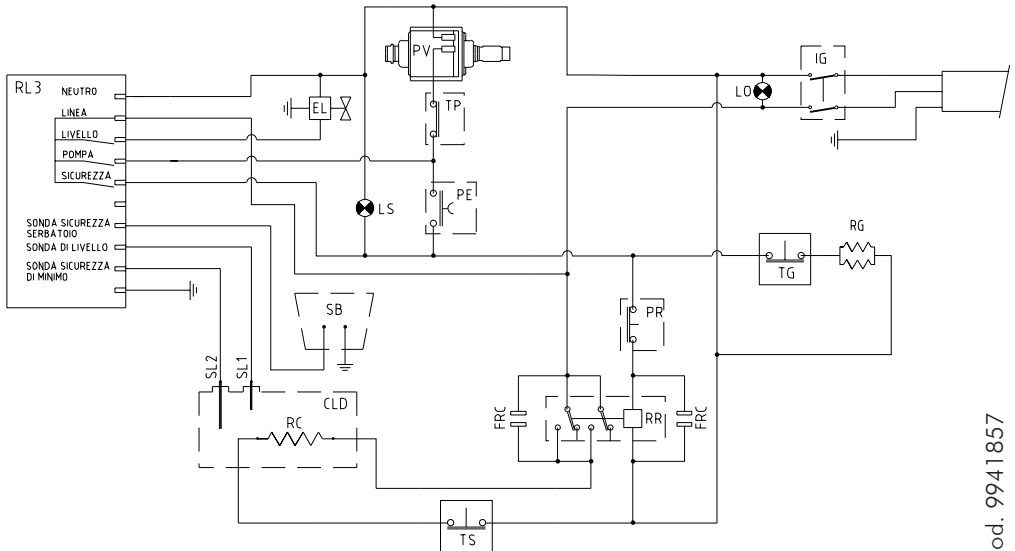 RL3
NEUTRO
LINEA
LIVELLO
POMPA
SICUREZZA
SONDA SICUREZZA
SERBATOIO
SONDA DI LIVELLO
SONDA SICUREZZA
DI MINIMO
EL
PV
TP
PE
LS
LO
IG
TG
RG
SB
PR
SL2
SL1
CLD
RC
FRC
RR
FRC
TS
od. 9941857